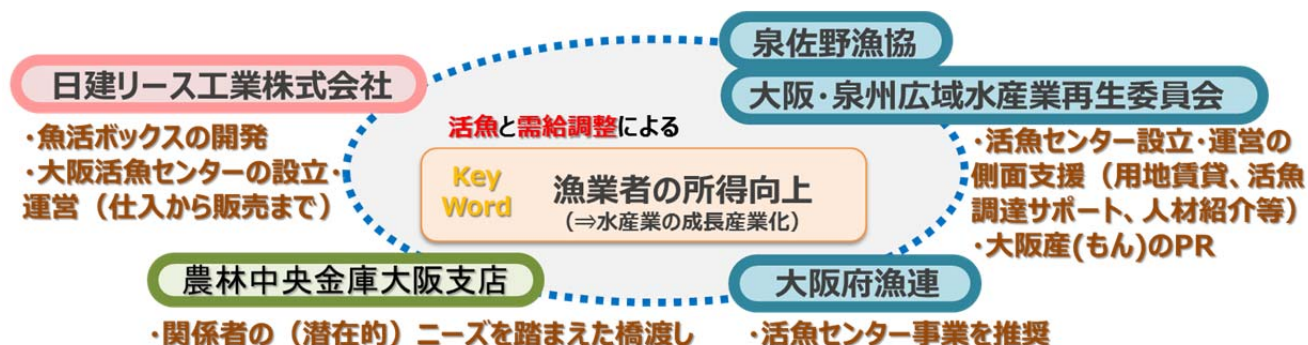 日建リース工業株式会社
・魚活ボックスの開発
・大阪活魚センターの設立・
運営（仕入から販売まで）
泉佐野漁協
大阪・泉州広域水産業再生委員会
・活魚センター設立・運営の
側面支援（用地賃貸、活魚
調達サポート、人材紹介等）
・大阪産(もん)のPR
活魚と需給調整による
Key
Word
漁業者の所得向上
（⇒水産業の成長産業化）
農林中央金庫大阪支店
・関係者の（潜在的）ニーズを踏まえた橋渡し
大阪府漁連
・活魚センター事業を推奨